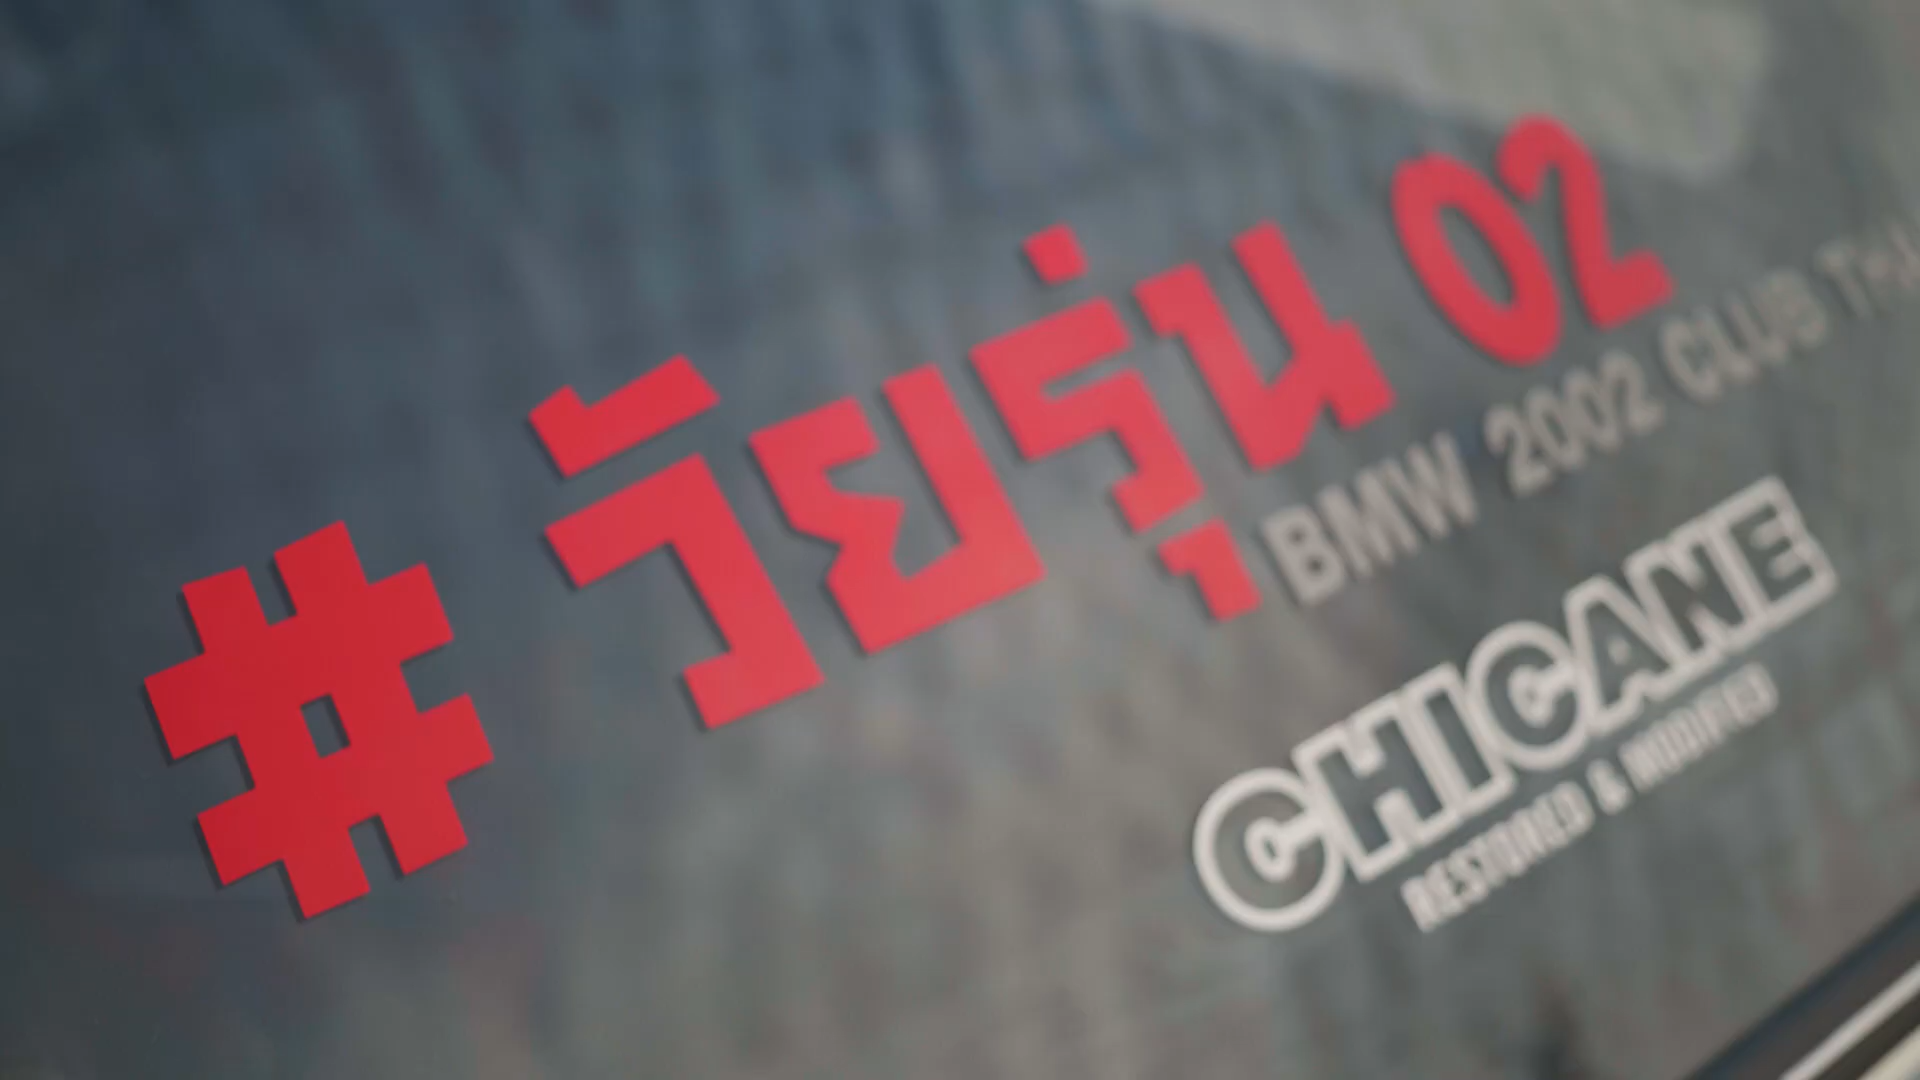 # วัยรุ่น 02
BMW 2002 CLUB
CHICANE
RESTORED & MODIFIED